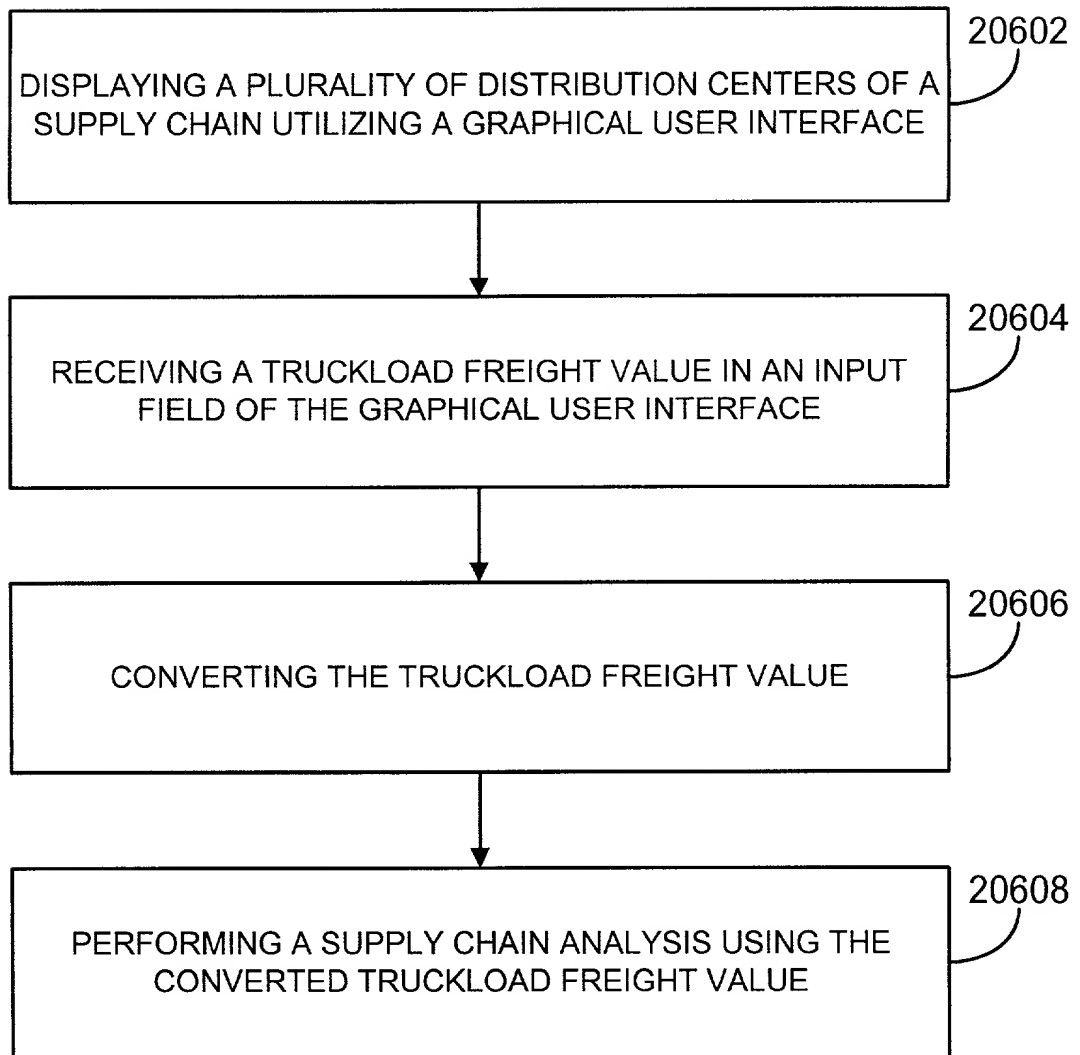 20602
DISPLAYING A PLURALITY OF DISTRIBUTION CENTERS OF A
SUPPLY CHAIN UTILIZING A GRAPHICAL USER INTERFACE
20604
RECEIVING A TRUCKLOAD FREIGHT VALUE IN AN INPUT
FIELD OF THE GRAPHICAL USER INTERFACE
20606
CONVERTING THE TRUCKLOAD FREIGHT VALUE
20608
PERFORMING A SUPPLY CHAIN ANALYSIS USING THE
CONVERTED TRUCKLOAD FREIGHT VALUE